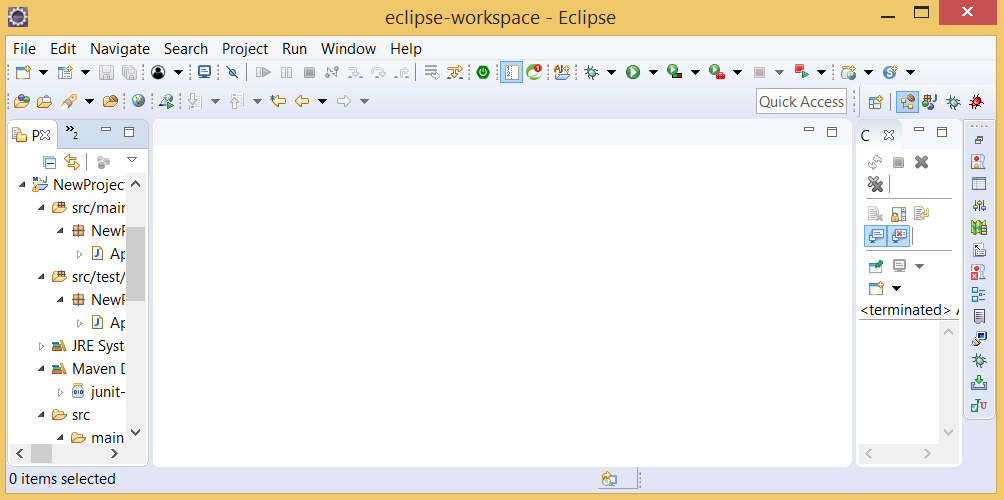 eclipse-workspace - Eclipse
File Edit Navigate Search Project Run Window Help
Quick Access
P
2
C
NewProjec
src/main
NewP
Ap
src/test/
NewP
Ap
JRE Syst
Maven D
junit-
src
main
<terminated> A
0 items selected